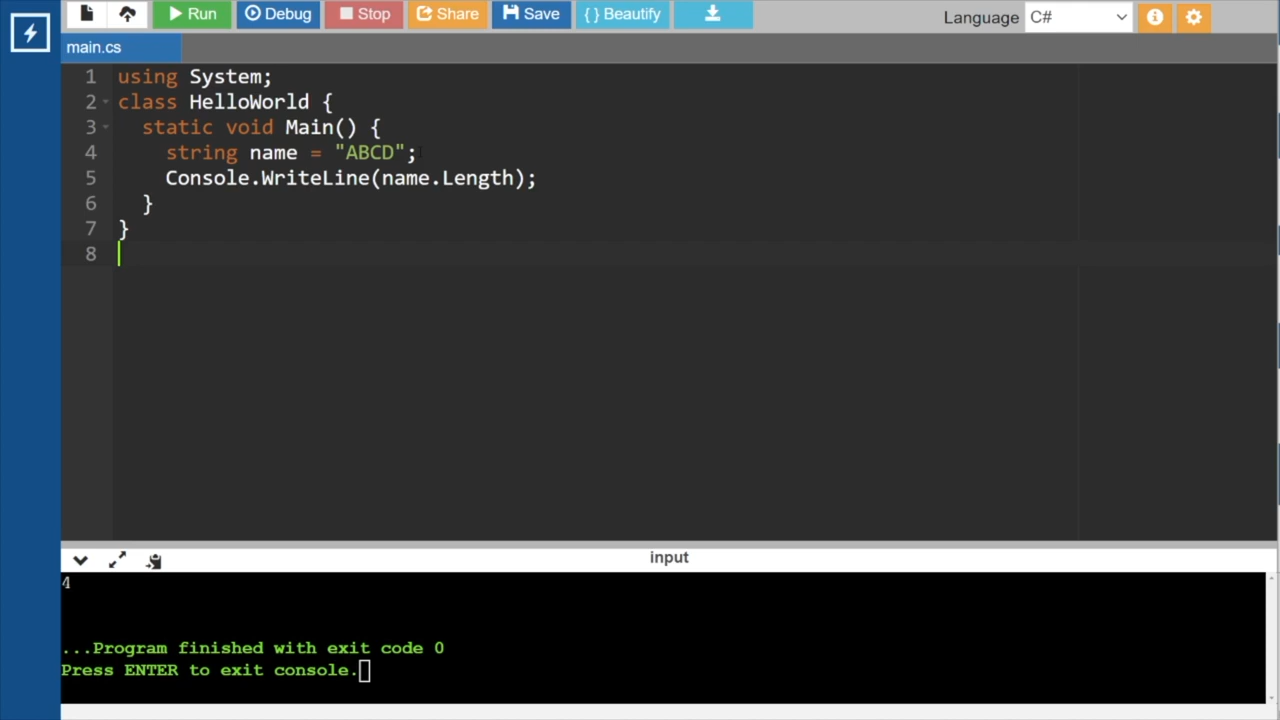 Run Debug Stop Share Save { } Beautify Language C#
main.cs
1 using System;
2 class HelloWorld {
3 static void Main() {
4 string name = "ABCD";
5 Console.WriteLine(name.Length);
6 }
7 }
8
input
4
...Program finished with exit code 0
Press ENTER to exit console.